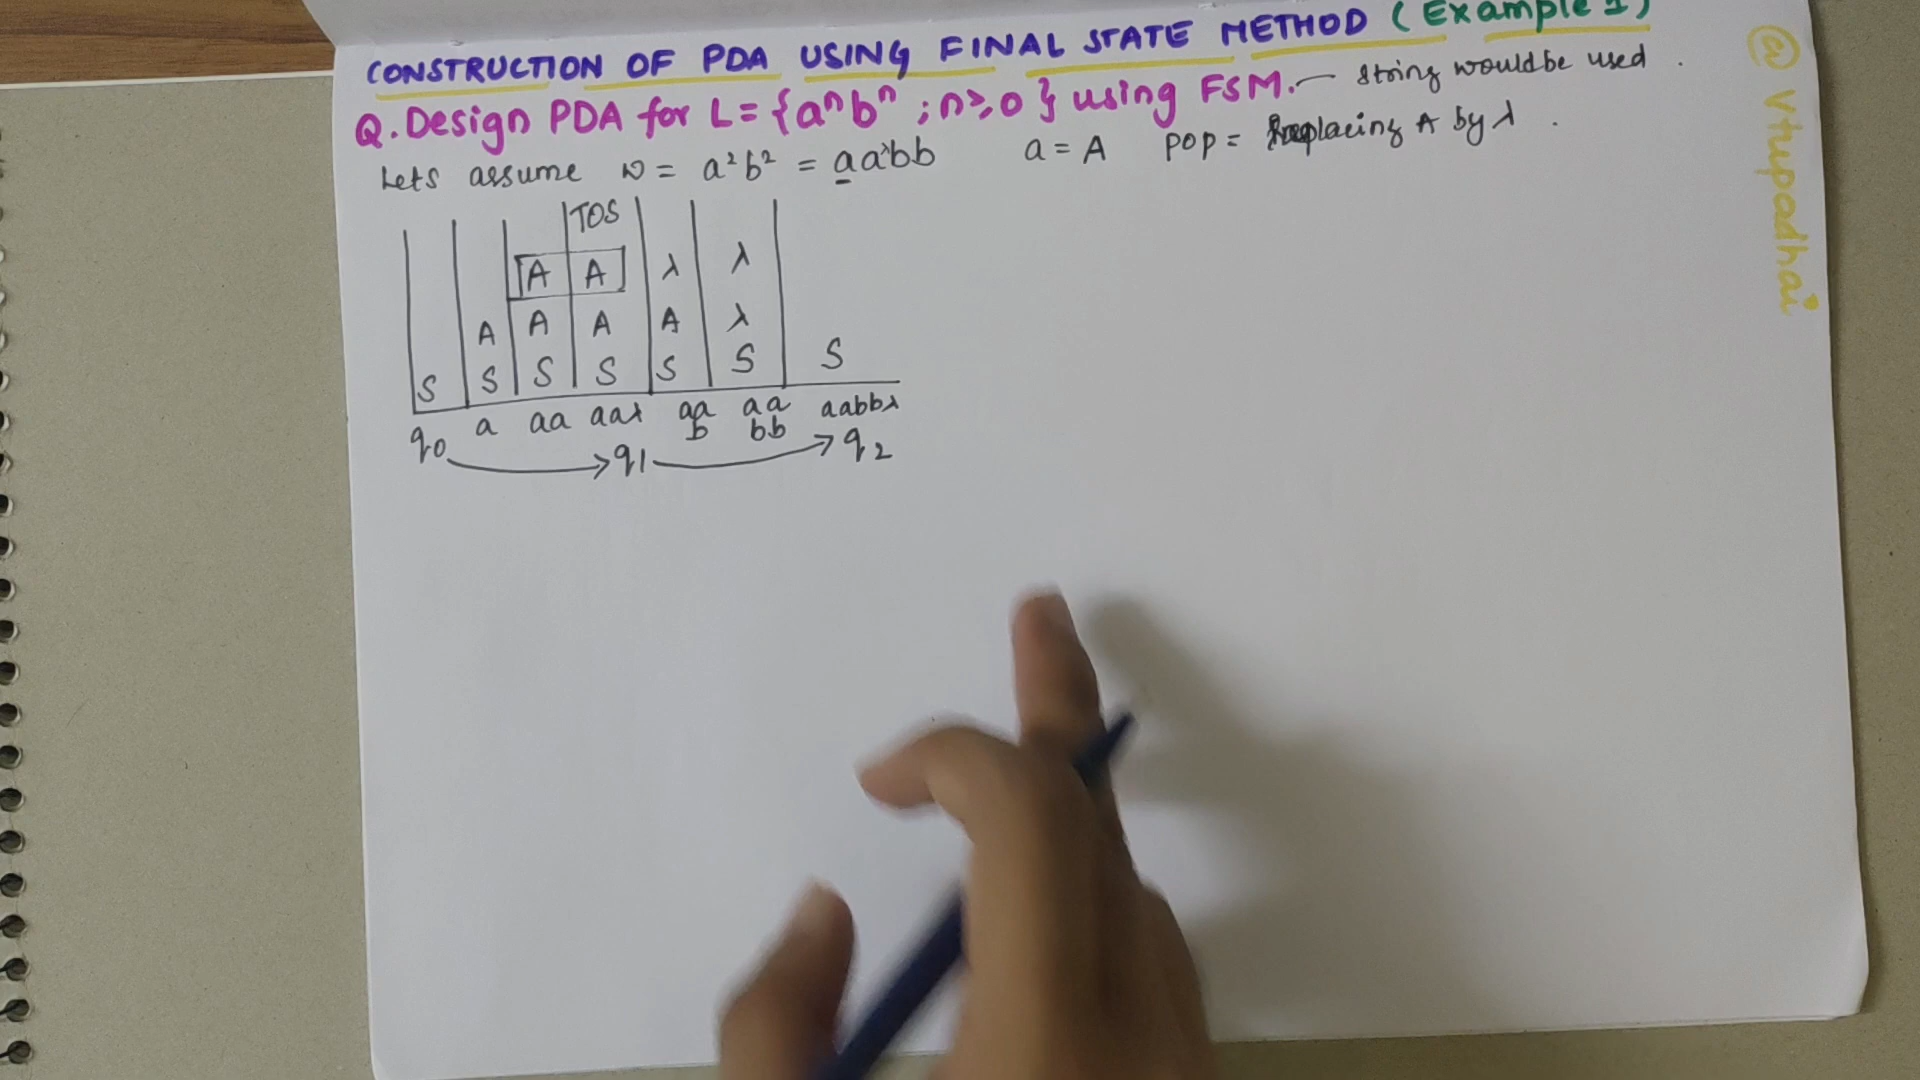 CONSTRUCTION OF PDA USING FINAL STATE METHOD (Example 1)
Q. Design PDA for L = {aⁿbⁿ ; n≥0} using FSM. — string would be used.
Lets assume w = a²b² = aaλbb a = A pop = Replacing A by λ.
TOS
A A λ λ
A A A A λ
S S S S S S S
q0 a aa aaλ aa aa aabbλ
b bb
q1 q2
@Vtupadhai